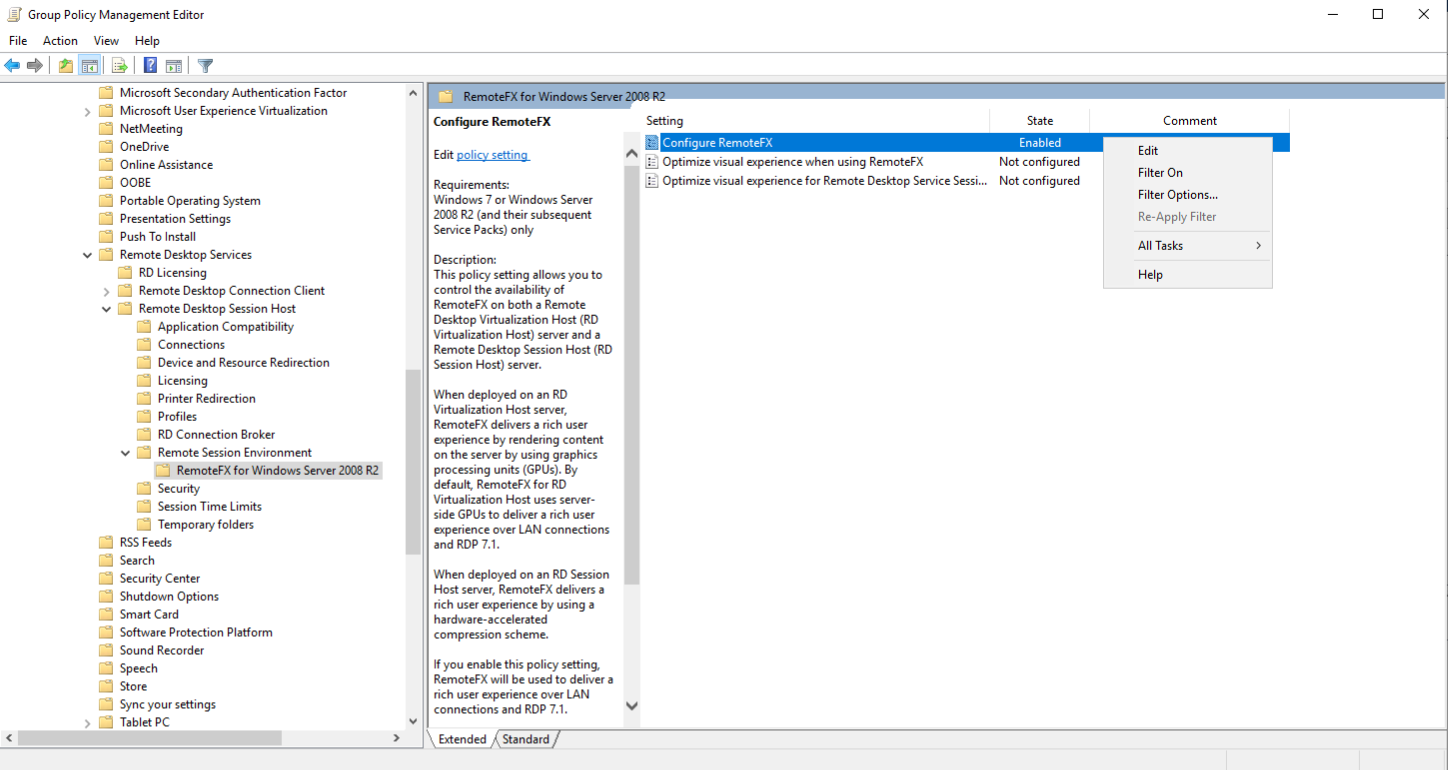 Group Policy Management Editor
File Action View Help
Microsoft Secondary Authentication Factor
Microsoft User Experience Virtualization
NetMeeting
OneDrive
Online Assistance
OOBE
Portable Operating System
Presentation Settings
Push To Install
Remote Desktop Services
RD Licensing
Remote Desktop Connection Client
Remote Desktop Session Host
Application Compatibility
Connections
Device and Resource Redirection
Licensing
Printer Redirection
Profiles
RD Connection Broker
Remote Session Environment
RemoteFX for Windows Server 2008 R2
Security
Session Time Limits
Temporary folders
RSS Feeds
Search
Security Center
Shutdown Options
Smart Card
Software Protection Platform
Sound Recorder
Speech
Store
Sync your settings
Tablet PC
RemoteFX for Windows Server 2008 R2
Configure RemoteFX
Edit policy setting
Requirements:
Windows 7 or Windows Server
2008 R2 (and their subsequent
Service Packs) only
Description:
This policy setting allows you to
control the availability of
RemoteFX on both a Remote
Desktop Virtualization Host (RD
Virtualization Host) server and a
Remote Desktop Session Host (RD
Session Host) server.
When deployed on an RD
Virtualization Host server,
RemoteFX delivers a rich user
experience by rendering content
on the server by using graphics
processing units (GPUs). By
default, RemoteFX for RD
Virtualization Host uses server-
side GPUs to deliver a rich user
experience over LAN connections
and RDP 7.1.
When deployed on an RD Session
Host server, RemoteFX delivers a
rich user experience by using a
hardware-accelerated
compression scheme.
If you enable this policy setting,
RemoteFX will be used to deliver a
rich user experience over LAN
connections and RDP 7.1.
Setting State Comment
Configure RemoteFX Enabled
Optimize visual experience when using RemoteFX Not configured
Optimize visual experience for Remote Desktop Service Sessi... Not configured
Edit
Filter On
Filter Options...
Re-Apply Filter
All Tasks
Help
Extended Standard